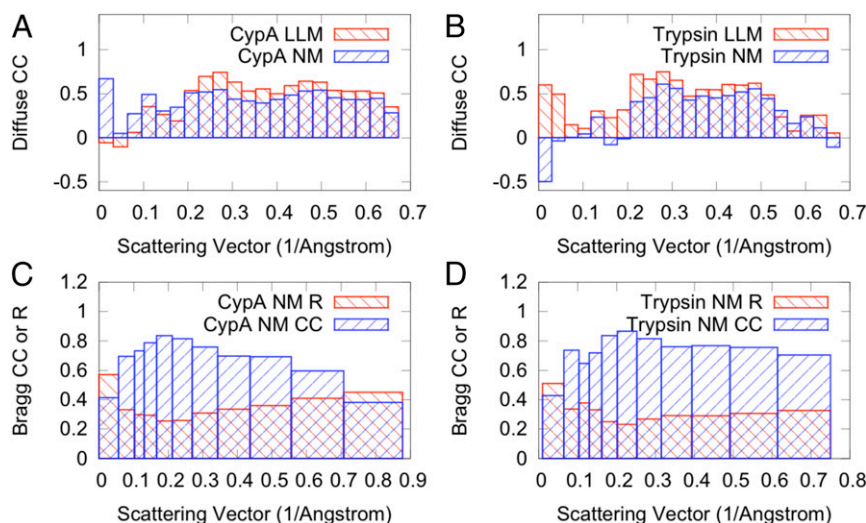 A
Diffuse CC
1
0.5
0
-0.5
CypA LLM
CypA NM
0 0.1 0.2 0.3 0.4 0.5 0.6 0.7
Scattering Vector (1/Angstrom)
B
Diffuse CC
1
0.5
0
-0.5
Trypsin LLM
Trypsin NM
0 0.1 0.2 0.3 0.4 0.5 0.6 0.7
Scattering Vector (1/Angstrom)
C
Bragg CC or R
1.2
1
0.8
0.6
0.4
0.2
0
CypA NM R
CypA NM CC
0 0.1 0.2 0.3 0.4 0.5 0.6 0.7 0.8 0.9
Scattering Vector (1/Angstrom)
D
Bragg CC or R
1.2
1
0.8
0.6
0.4
0.2
0
Trypsin NM R
Trypsin NM CC
0 0.1 0.2 0.3 0.4 0.5 0.6 0.7 0.8
Scattering Vector (1/Angstrom)